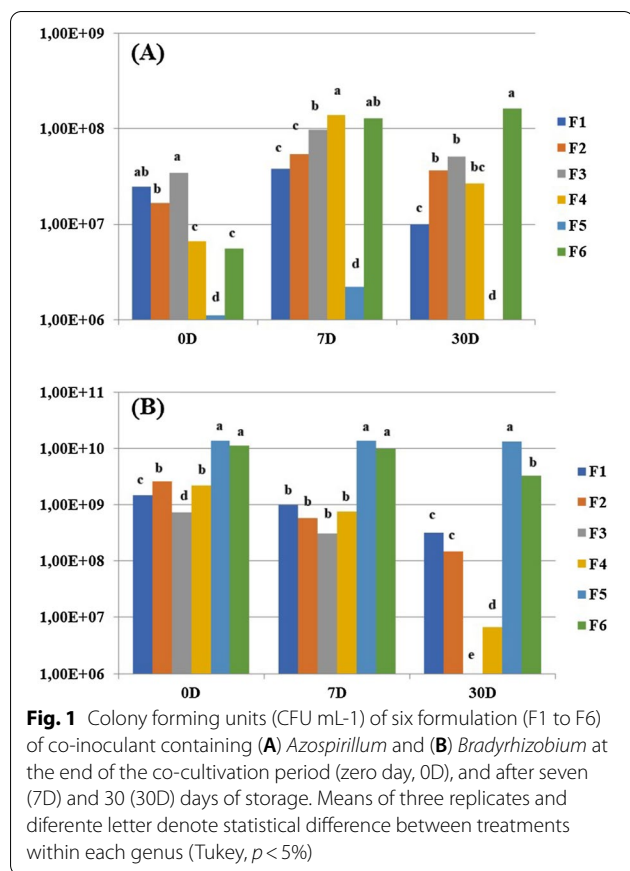 1,00E+09
(A)
a
a
b
ab
a
F1
1,00E+08
c
c
b
b
bc
F2
ab
b
c
F3
1,00E+07
c
c
d
F4
d
d
F5
1,00E+06
F6
0D 7D 30D
1,00E+11
(B)
a a a a a
1,00E+10
b
c b d b
b b b b
F1
1,00E+09
c c
F2
1,00E+08
F3
d
F4
1,00E+07
e
F5
1,00E+06
F6
0D 7D 30D
Fig. 1 Colony forming units (CFU mL-1) of six formulation (F1 to F6)
of co-inoculant containing (A) Azospirillum and (B) Bradyrhizobium at
the end of the co-cultivation period (zero day, 0D), and after seven
(7D) and 30 (30D) days of storage. Means of three replicates and
diferente letter denote statistical difference between treatments
within each genus (Tukey, p < 5%)